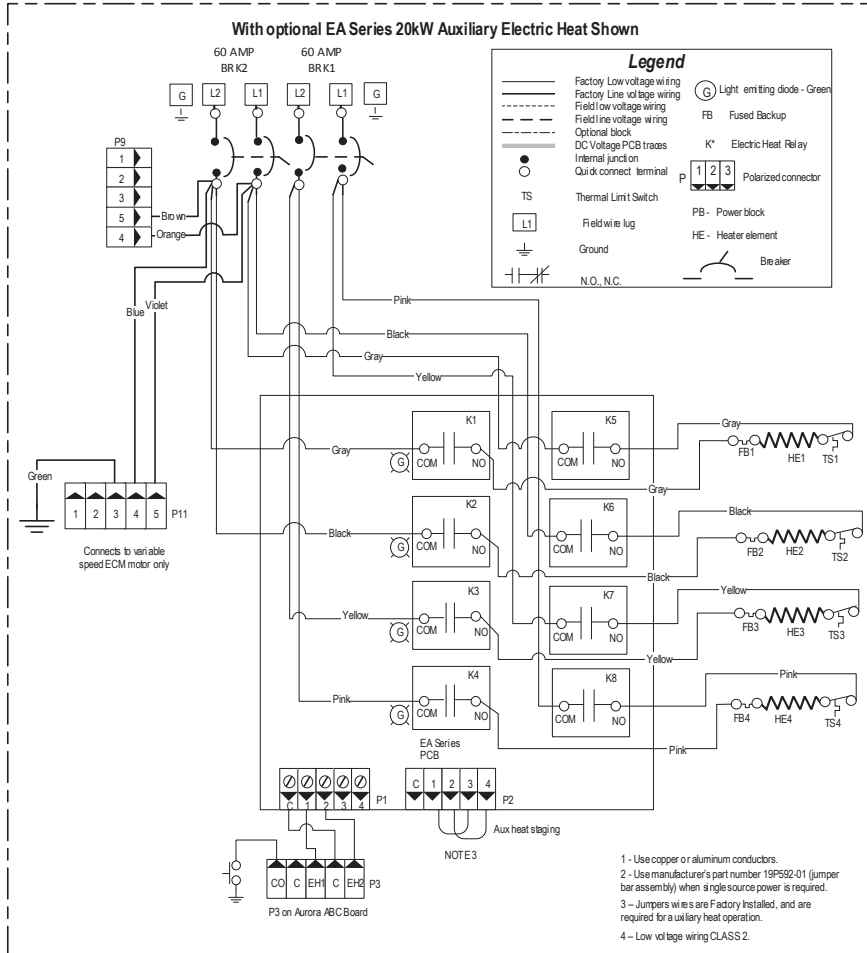 With optional EA Series 20kW Auxiliary Electric Heat Shown
60 AMP
BRK2
60 AMP
BRK1
G
L2
L1
L2
L1
G
P9
1
2
3
5
4
Brown
Orange
Legend
Factory Low voltage wiring
Factory Line voltage wiring
Field low voltage wiring
Field line voltage wiring
Optional block
DC Voltage PCB traces
Internal junction
Quick connect terminal
TS
Thermal Limit Switch
L1
Field wire lug
Ground
N.O., N.C.
G
Light emitting diode - Green
FB
Fused Backup
K*
Electric Heat Relay
P
1
2
3
Polarized connector
PB - Power block
HE - Heater element
Breaker
Blue
Violet
Pink
Black
Gray
Yellow
Green
1
2
3
4
5
P11
Connects to variable
speed ECM motor only
Gray
G
K1
COM
NO
K5
COM
NO
Gray
Gray
FB1
HE1
TS1
Black
G
K2
COM
NO
K6
COM
NO
Black
Black
FB2
HE2
TS2
Yellow
G
K3
COM
NO
K7
COM
NO
Yellow
Yellow
FB3
HE3
TS3
Pink
G
K4
COM
NO
K8
COM
NO
Pink
Pink
FB4
HE4
TS4
EA Series
PCB
C
1
2
3
4
P1
C
1
2
3
4
P2
Aux heat staging
NOTE 3
CO
C
EH1
C
EH2
P3
P3 on Aurora ABC Board
1 - Use copper or aluminum conductors.
2 - Use manufacturer's part number 19P592-01 (jumper
bar assembly) when single source power is required.
3 – Jumpers wires are Factory Installed, and are
required for auxiliary heat operation.
4 – Low voltage wiring CLASS 2.